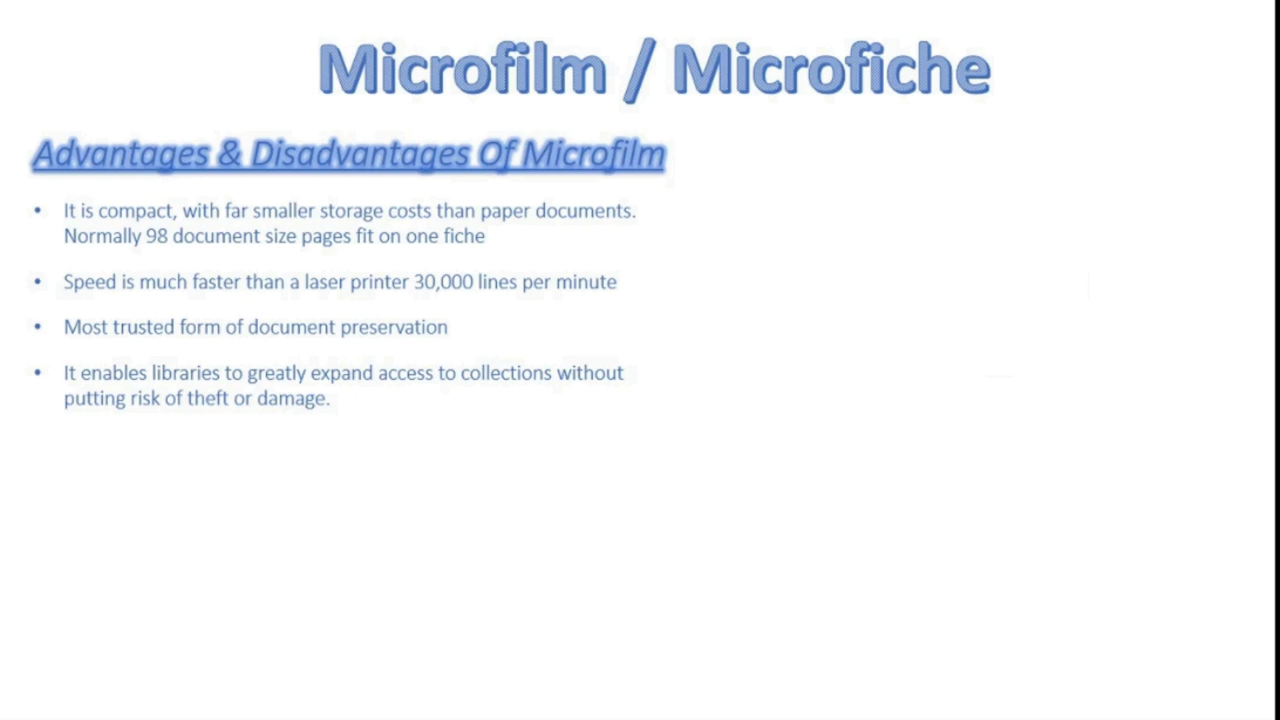 Microfilm / Microfiche
Advantages & Disadvantages Of Microfilm
• It is compact, with far smaller storage costs than paper documents.
Normally 98 document size pages fit on one fiche
• Speed is much faster than a laser printer 30,000 lines per minute
• Most trusted form of document preservation
• It enables libraries to greatly expand access to collections without
putting risk of theft or damage.